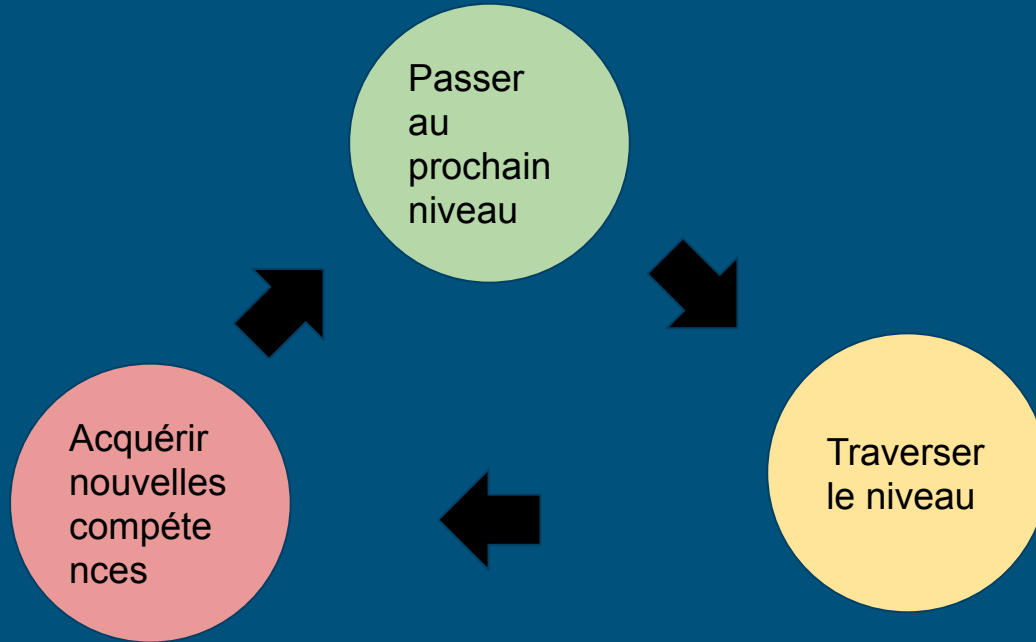 Passer
au
prochain
niveau
Traverser
le niveau
Acquérir
nouvelles
compéte
nces